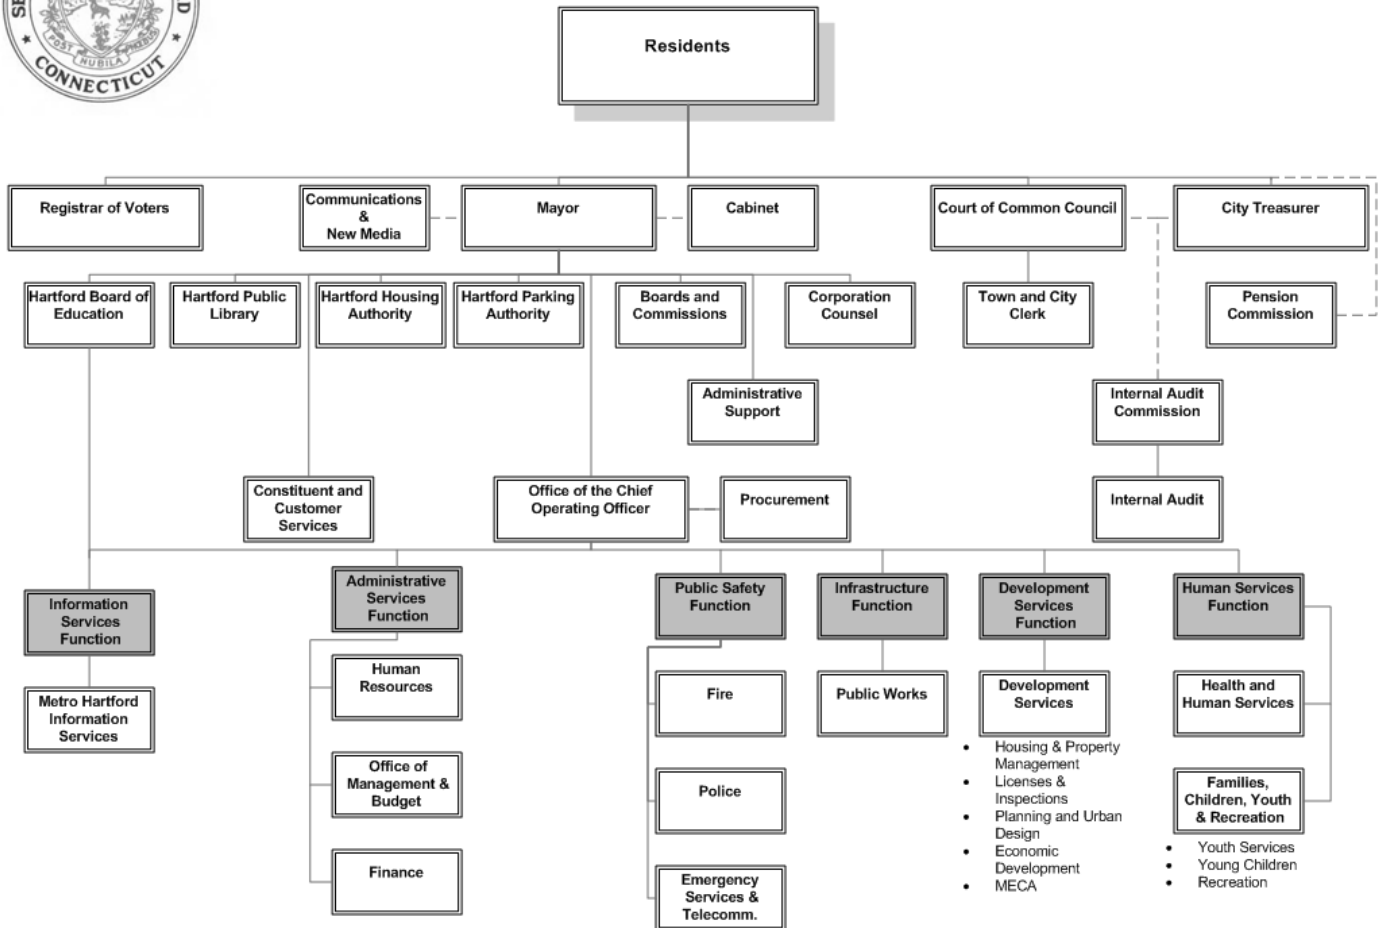 SE
D
POST
NUBILA
PHŒBUS
CONNECTICUT
Residents
Registrar of Voters
Communications
&
New Media
Mayor
Cabinet
Court of Common Council
City Treasurer
Hartford Board of
Education
Hartford Public
Library
Hartford Housing
Authority
Hartford Parking
Authority
Boards and
Commissions
Corporation
Counsel
Town and City
Clerk
Pension
Commission
Administrative
Support
Internal Audit
Commission
Constituent and
Customer
Services
Office of the Chief
Operating Officer
Procurement
Internal Audit
Information
Services
Function
Administrative
Services
Function
Public Safety
Function
Infrastructure
Function
Development
Services
Function
Human Services
Function
Metro Hartford
Information
Services
Human
Resources
Office of
Management &
Budget
Finance
Fire
Police
Emergency
Services &
Telecomm.
Public Works
Development
Services
• Housing & Property
Management
• Licenses &
Inspections
• Planning and Urban
Design
• Economic
Development
• MECA
Health and
Human Services
Families,
Children, Youth
& Recreation
• Youth Services
• Young Children
• Recreation